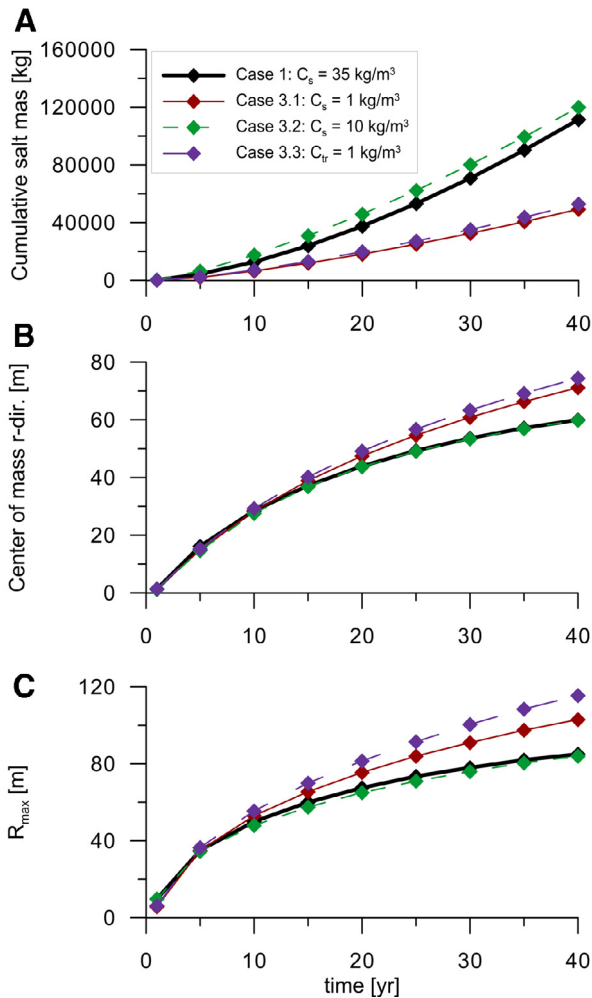 A
Cumulative salt mas [kg]
160000
120000
80000
40000
0
Case 1: Cs = 35 kg/m³
Case 3.1: Cs = 1 kg/m³
Case 3.2: Cs = 10 kg/m³
Case 3.3: Ctr = 1 kg/m³
0 10 20 30 40
B
Center of mass r-dir. [m]
80
60
40
20
0
0 10 20 30 40
C
Rmax [m]
120
80
40
0
0 10 20 30 40
time [yr]